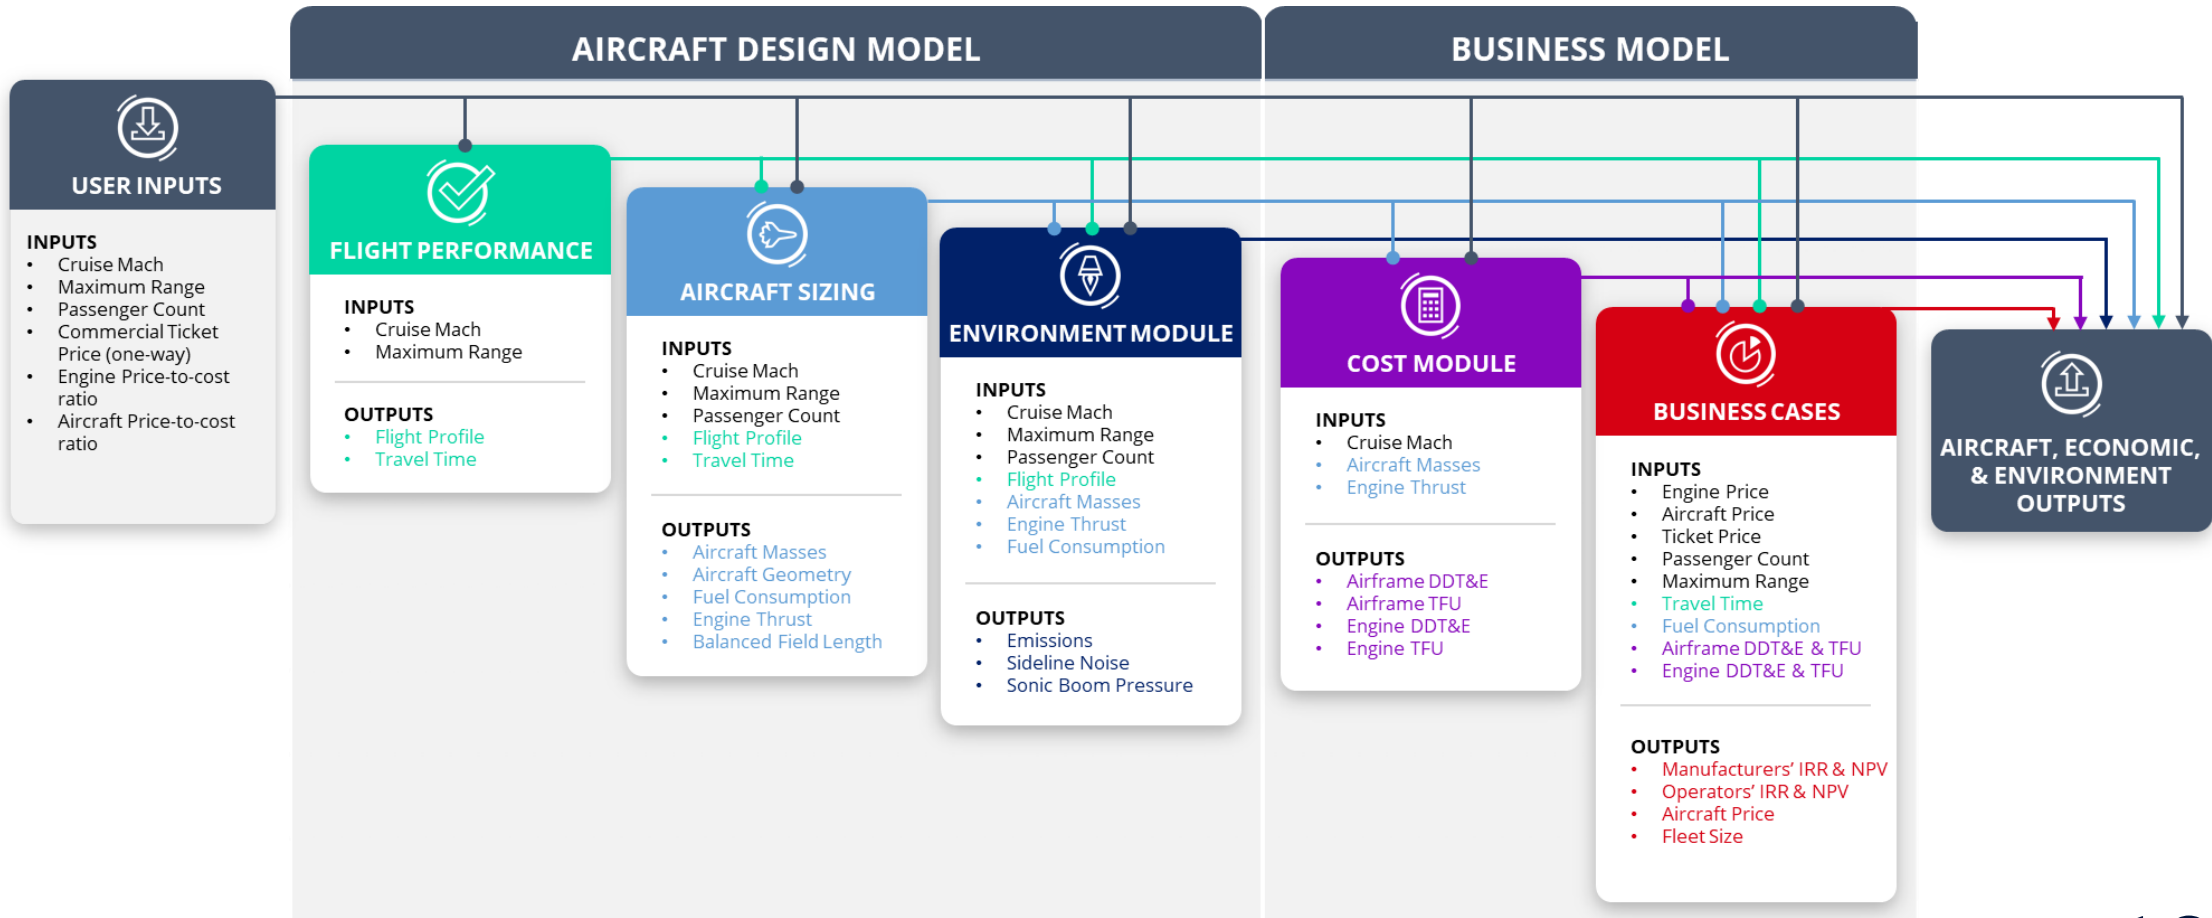 AIRCRAFT DESIGN MODEL
BUSINESS MODEL
USER INPUTS
INPUTS
• Cruise Mach
• Maximum Range
• Passenger Count
• Commercial Ticket
Price (one-way)
• Engine Price-to-cost
ratio
• Aircraft Price-to-cost
ratio
FLIGHT PERFORMANCE
INPUTS
• Cruise Mach
• Maximum Range
OUTPUTS
• Flight Profile
• Travel Time
AIRCRAFT SIZING
INPUTS
• Cruise Mach
• Maximum Range
• Passenger Count
• Flight Profile
• Travel Time
OUTPUTS
• Aircraft Masses
• Aircraft Geometry
• Fuel Consumption
• Engine Thrust
• Balanced Field Length
ENVIRONMENT MODULE
INPUTS
• Cruise Mach
• Maximum Range
• Passenger Count
• Flight Profile
• Aircraft Masses
• Engine Thrust
• Fuel Consumption
OUTPUTS
• Emissions
• Sideline Noise
• Sonic Boom Pressure
COST MODULE
INPUTS
• Cruise Mach
• Aircraft Masses
• Engine Thrust
OUTPUTS
• Airframe DDT&E
• Airframe TFU
• Engine DDT&E
• Engine TFU
BUSINESS CASES
INPUTS
• Engine Price
• Aircraft Price
• Ticket Price
• Passenger Count
• Maximum Range
• Travel Time
• Fuel Consumption
• Airframe DDT&E & TFU
• Engine DDT&E & TFU
OUTPUTS
• Manufacturers’ IRR & NPV
• Operators’ IRR & NPV
• Aircraft Price
• Fleet Size
AIRCRAFT, ECONOMIC,
& ENVIRONMENT
OUTPUTS